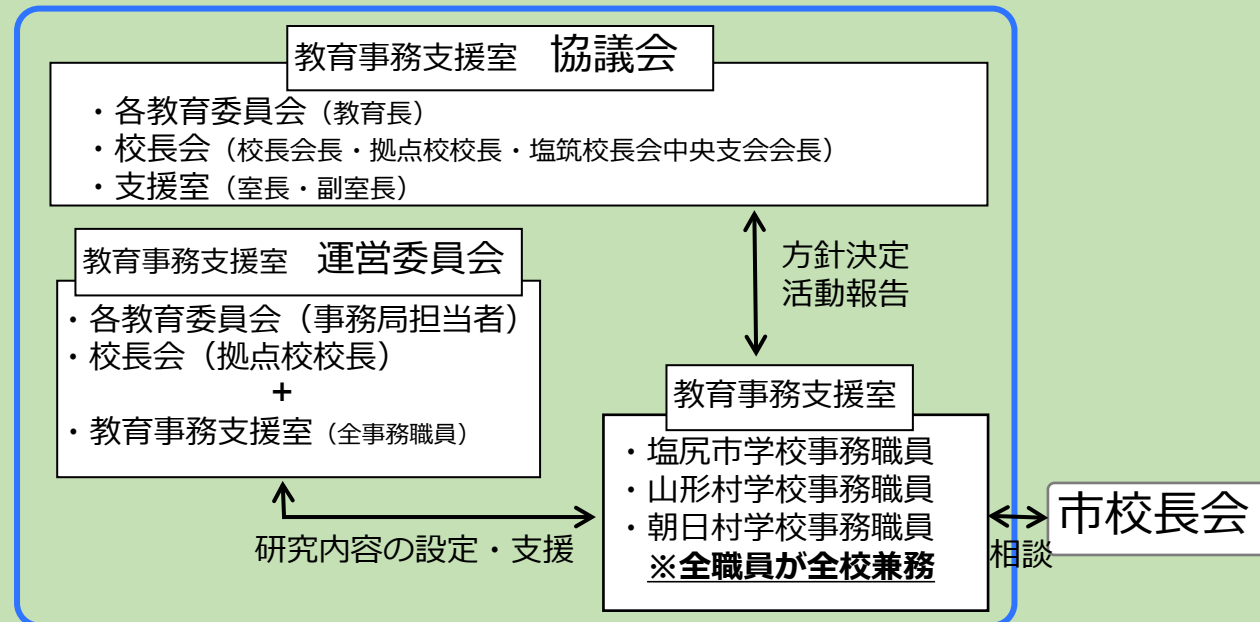 教育事務支援室　協議会
・各教育委員会（教育長）
・校長会（校長会長・拠点校校長・塩筑校長会中央支会会長）
・支援室（室長・副室長）
教育事務支援室　運営委員会
・各教育委員会（事務局担当者）
・校長会（拠点校校長）
+
・教育事務支援室（全事務職員）
方針決定
活動報告
教育事務支援室
・塩尻市学校事務職員
・山形村学校事務職員
・朝日村学校事務職員
※全職員が全校兼務
研究内容の設定・支援
相談
市校長会